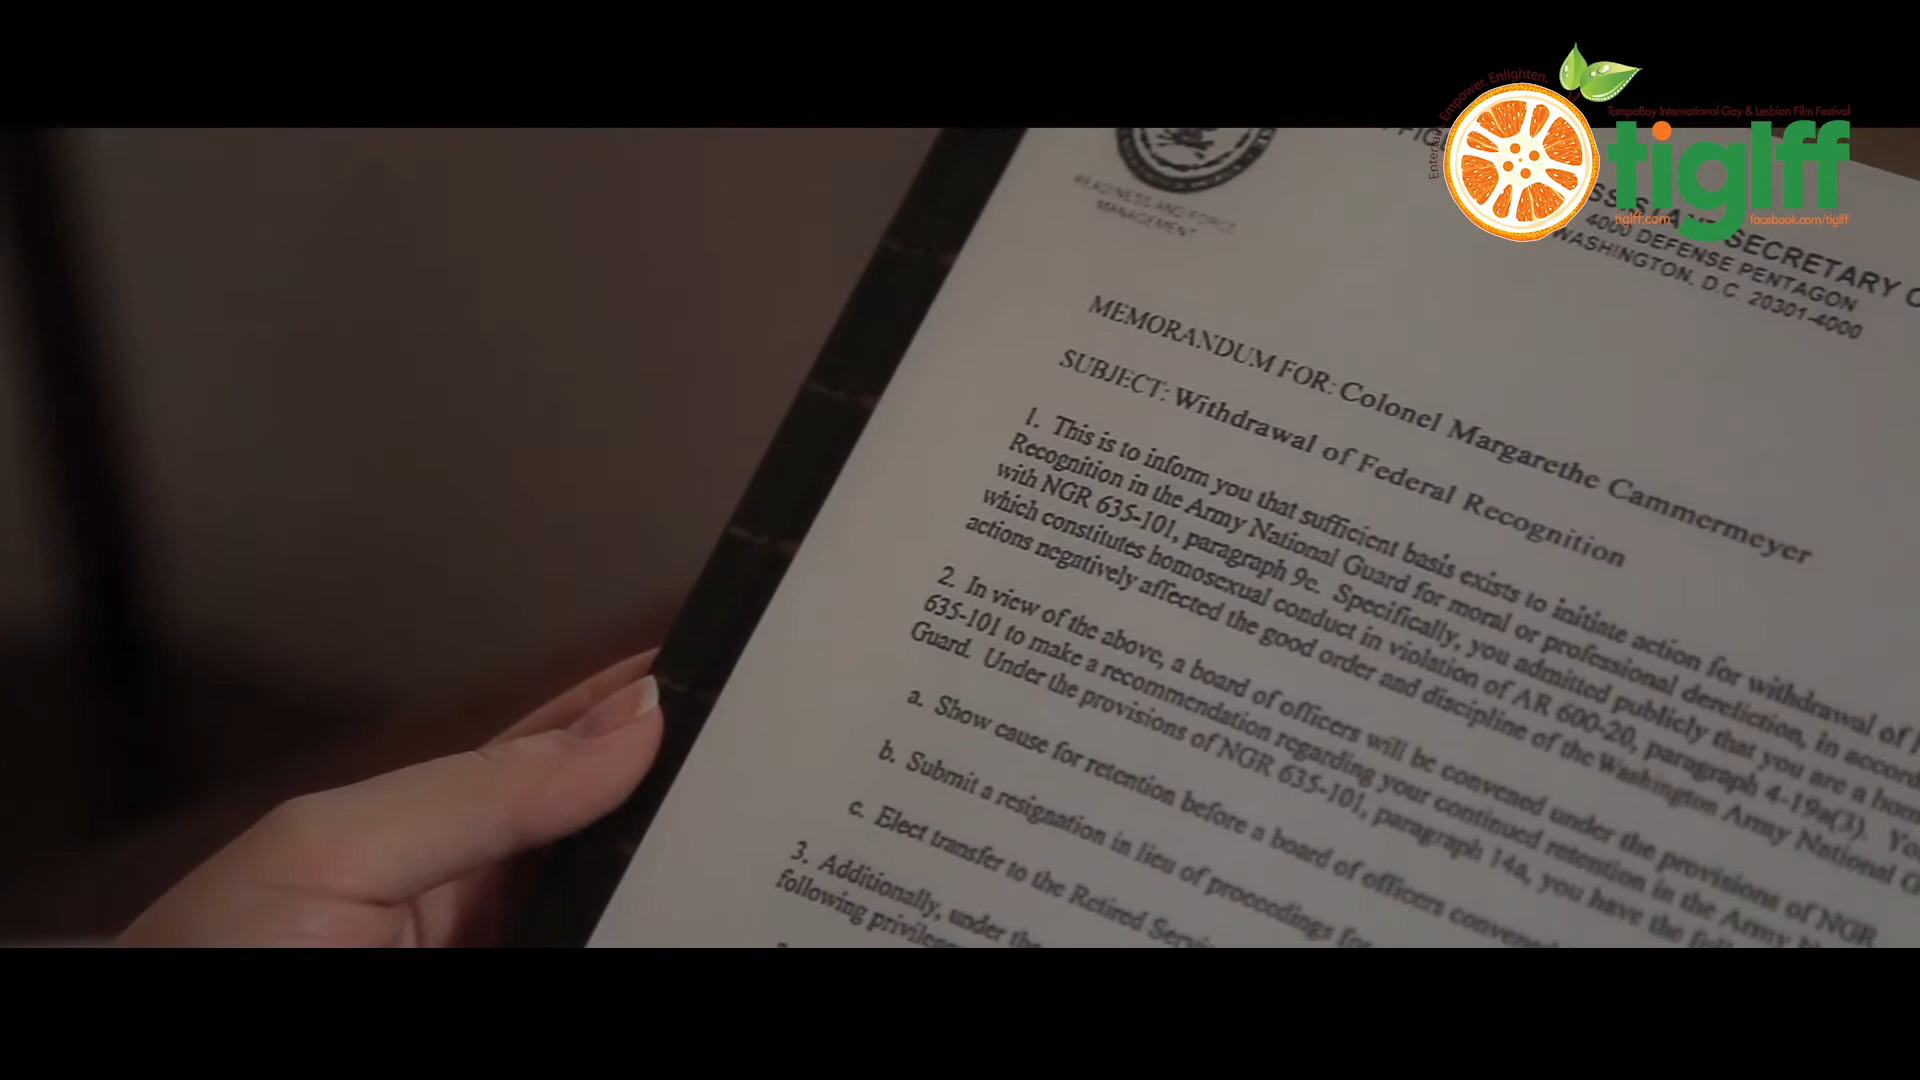 Entertain. Empower. Enlighten.
TampaBay International Gay & Lesbian Film Festival
tiglff
tiglff.com
facebook.com/tiglff
READINESS AND FORCE
MANAGEMENT
SECRETARY
4000 DEFENSE PENTAGON
WASHINGTON, D.C. 20301-4000
MEMORANDUM FOR: Colonel Margarethe Cammermeyer
SUBJECT: Withdrawal of Federal Recognition
1. This is to inform you that sufficient basis exists to initiate action for withdrawal of
Recognition in the Army National Guard for moral or professional dereliction, in accord
with NGR 635-101, paragraph 9c. Specifically, you admitted publicly that you are a hom
which constitutes homosexual conduct in violation of AR 600-20, paragraph 4-19a(3). You
actions negatively affected the good order and discipline of the Washington Army National G
2. In view of the above, a board of officers will be convened under the provisions of NGR
635-101 to make a recommendation regarding your continued retention in the Army
Guard. Under the provisions of NGR 635-101, paragraph 14a, you have the
a. Show cause for retention before a board of officers convened
b. Submit a resignation in lieu of proceedings for
c. Elect transfer to the Retired Servi
3. Additionally, under the
following privileg